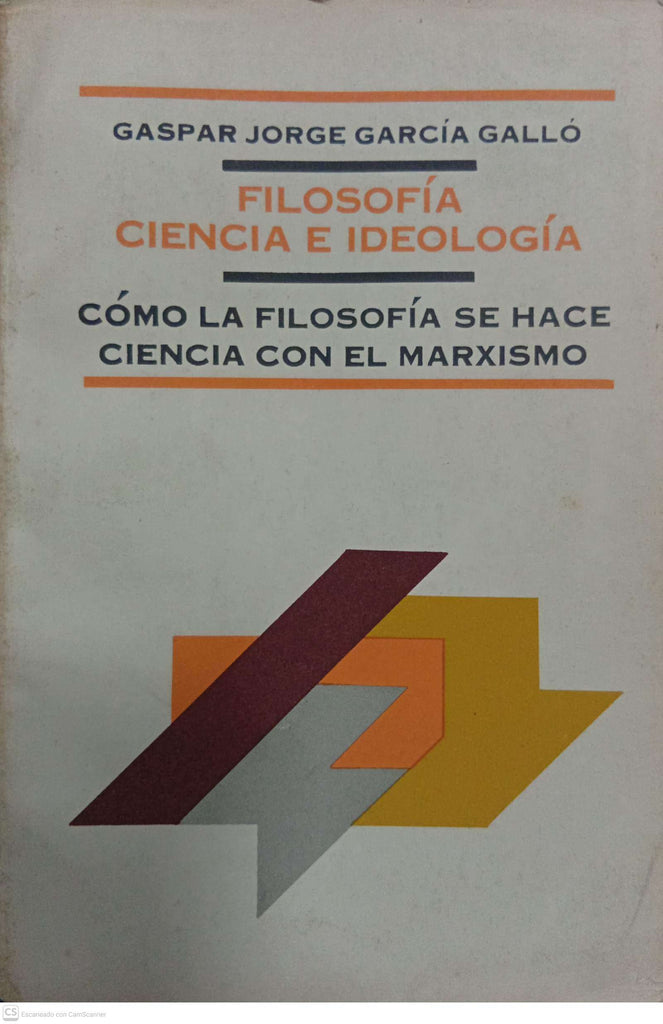 GASPAR JORGE GARCÍA GALLÓ
FILOSOFÍA
CIENCIA E IDEOLOGÍA
CÓMO LA FILOSOFÍA SE HACE
CIENCIA CON EL MARXISMO
CS Escaneado con CamScanner